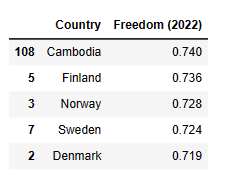 Country Freedom (2022)
108 Cambodia 0.740
5 Finland 0.736
3 Norway 0.728
7 Sweden 0.724
2 Denmark 0.719